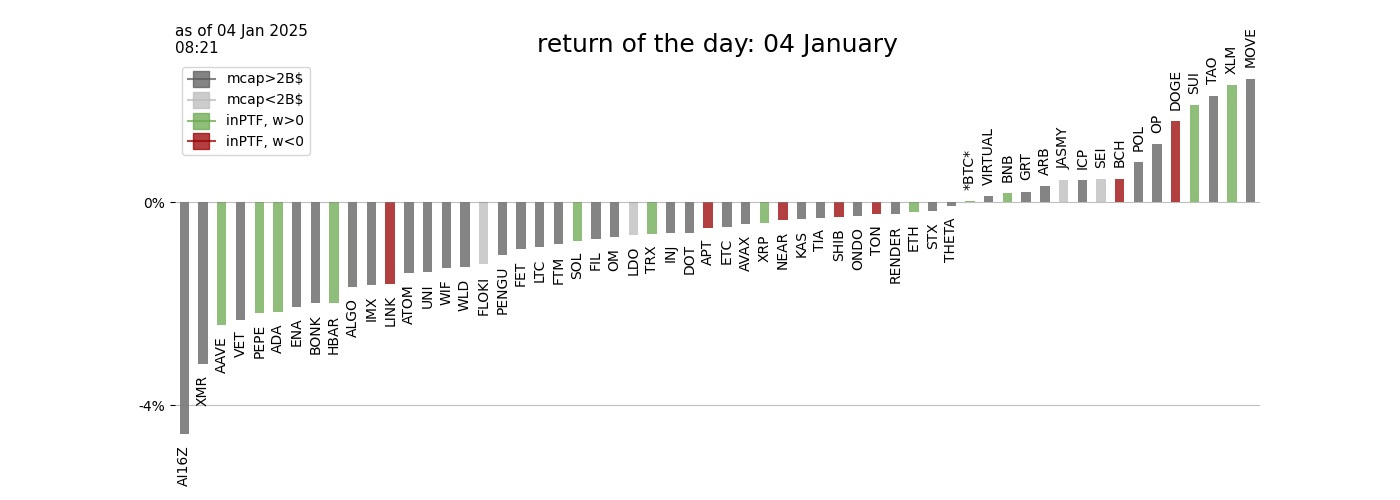 as of 04 Jan 2025
08:21
return of the day: 04 January
mcap>2B$
mcap<2B$
inPTF, w>0
inPTF, w<0
0%
-4%
AI16Z
XMR
AAVE
VET
PEPE
ADA
ENA
BONK
HBAR
ALGO
IMX
LINK
ATOM
UNI
WIF
WLD
FLOKI
PENGU
FET
LTC
FTM
SOL
FIL
OM
LDO
TRX
INJ
DOT
APT
ETC
AVAX
XRP
NEAR
KAS
TIA
SHIB
ONDO
TON
RENDER
ETH
STX
THETA
*BTC*
VIRTUAL
BNB
GRT
ARB
JASMY
ICP
SEI
BCH
POL
OP
DOGE
SUI
TAO
XLM
MOVE